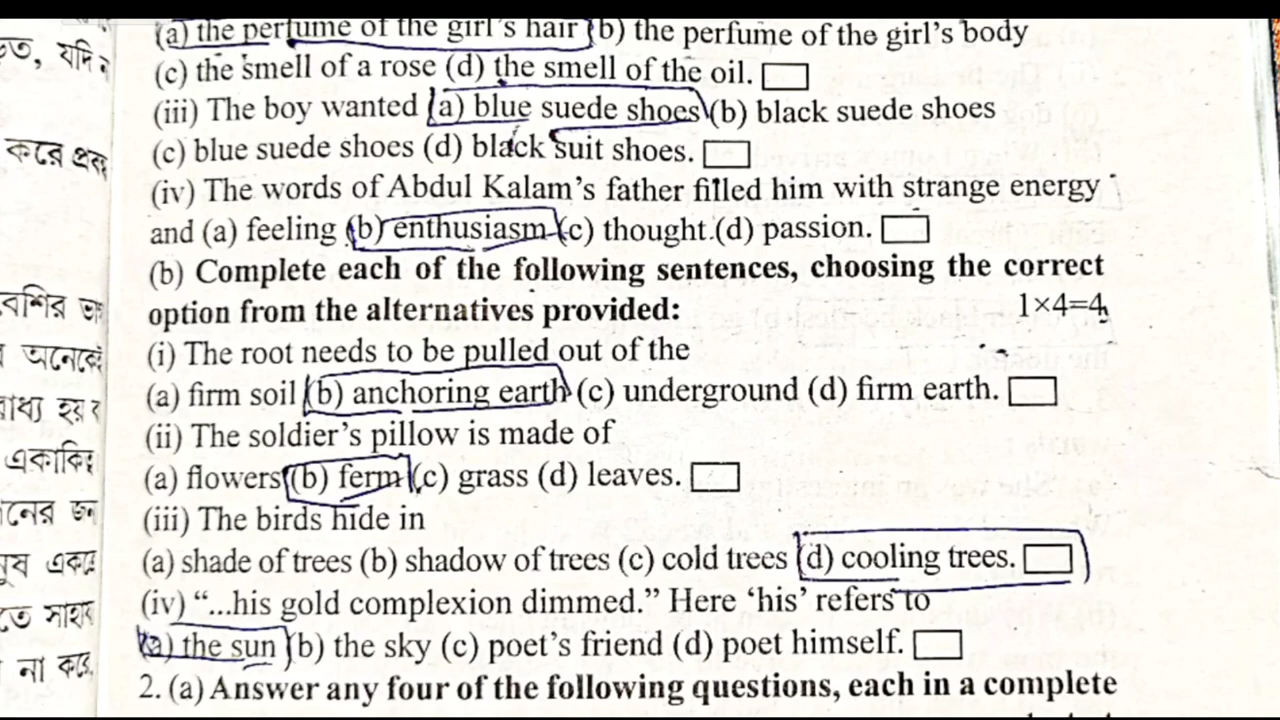 ভত, যদি ন
(a) the perfume of the girl's hair (b) the perfume of the girl's body
(c) the smell of a rose (d) the smell of the oil.
(iii) The boy wanted (a) blue suede shoes (b) black suede shoes
করে
(c) blue suede shoes (d) black suit shoes.
(iv) The words of Abdul Kalam's father filled him with strange energy
and (a) feeling (b) enthusiasm (c) thought (d) passion.
(b) Complete each of the following sentences, choosing the correct
বেশির
option from the alternatives provided: 1×4=4
(i) The root needs to be pulled out of the
(a) firm soil (b) anchoring earth (c) underground (d) firm earth.
(ii) The soldier's pillow is made of
(a) flowers (b) ferm (c) grass (d) leaves.
(iii) The birds hide in
(a) shade of trees (b) shadow of trees (c) cold trees (d) cooling trees.
(iv) "...his gold complexion dimmed." Here 'his' refers to
(a) the sun (b) the sky (c) poet's friend (d) poet himself.
না করে,
2. (a) Answer any four of the following questions, each in a complete